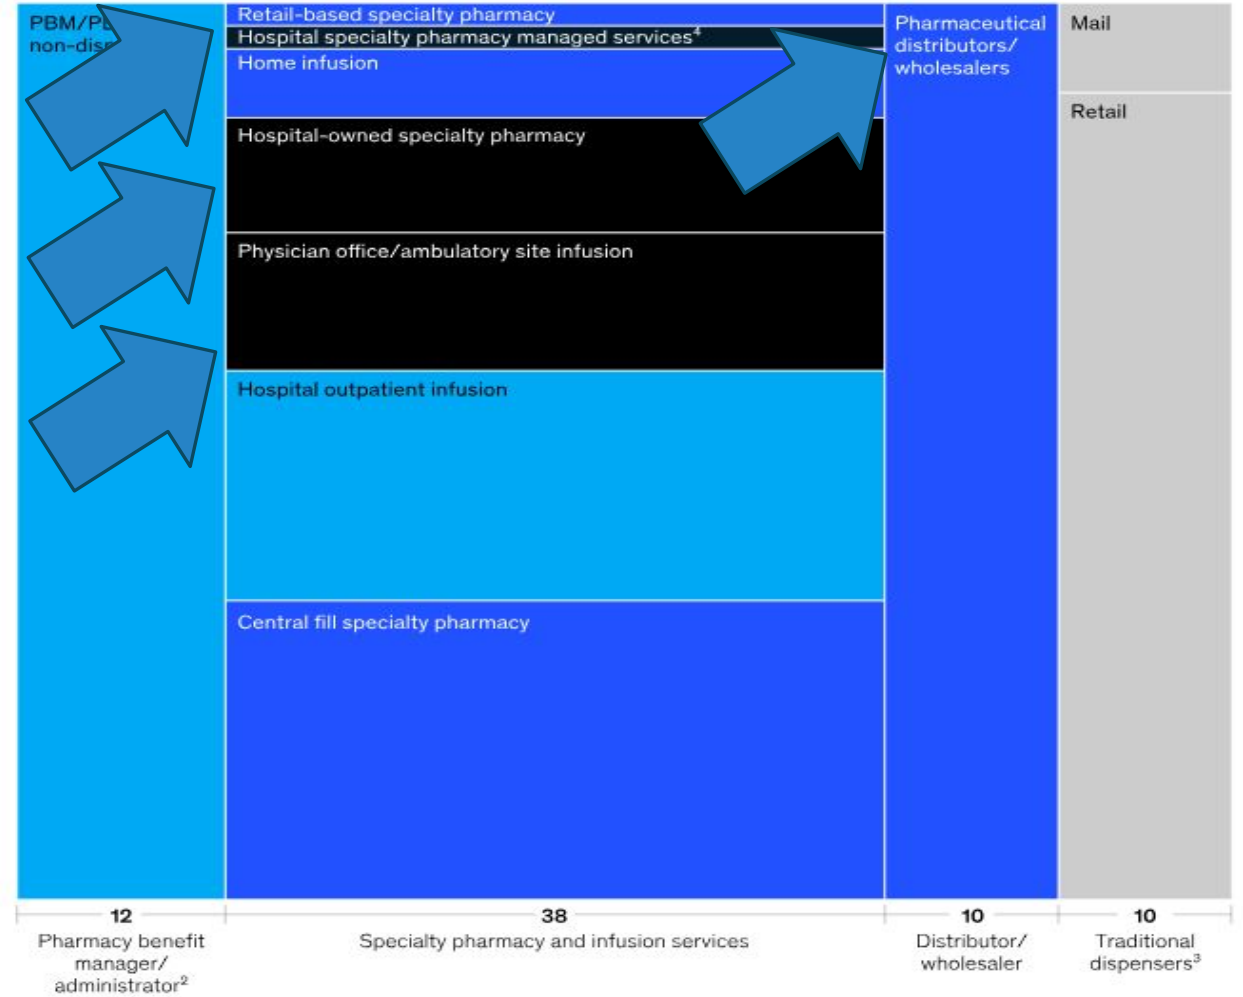 PBM/
non-
Retail-based specialty pharmacy
Hospital specialty pharmacy managed services⁴
Home infusion
Hospital-owned specialty pharmacy
Physician office/ambulatory site infusion
Hospital outpatient infusion
Central fill specialty pharmacy
Pharmaceutical
distributors/
wholesalers
Mail
Retail
12
Pharmacy benefit
manager/
administrator²
38
Specialty pharmacy and infusion services
10
Distributor/
wholesaler
10
Traditional
dispensers³